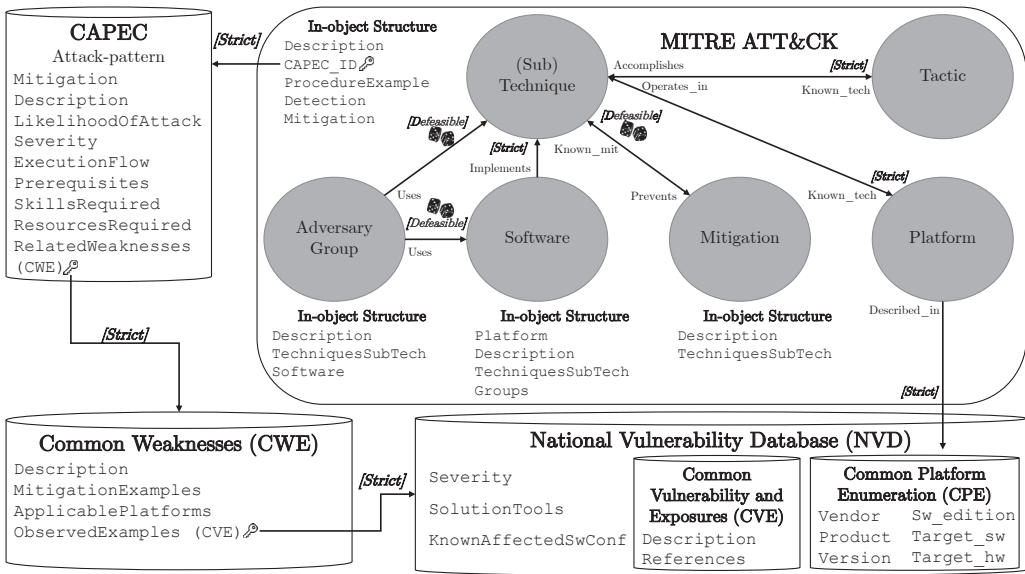 CAPEC
Attack-pattern
Mitigation
Description
LikelihoodOfAttack
Severity
ExecutionFlow
Prerequisites
SkillsRequired
ResourcesRequired
RelatedWeaknesses
(CWE)
[Strict]
In-object Structure
Description
CAPEC_ID
ProcedureExample
Detection
Mitigation
MITRE ATT&CK
(Sub)
Technique
Accomplishes
[Strict]
Operates_in
Known_tech
Tactic
[Defeasible]
[Strict]
Implements
[Defeasible]
Known_mit
[Strict]
Uses
Prevents
Known_tech
Adversary
Group
[Defeasible]
Uses
Software
Mitigation
Platform
In-object Structure
Description
TechniquesSubTech
Software
In-object Structure
Platform
Description
TechniquesSubTech
Groups
In-object Structure
Description
TechniquesSubTech
Described_in
[Strict]
[Strict]
Common Weaknesses (CWE)
Description
MitigationExamples
ApplicablePlatforms
ObservedExamples (CVE)
[Strict]
National Vulnerability Database (NVD)
Severity
SolutionTools
KnownAffectedSwConf
Common
Vulnerability and
Exposures (CVE)
Description
References
Common Platform
Enumeration (CPE)
Vendor Sw_edition
Product Target_sw
Version Target_hw